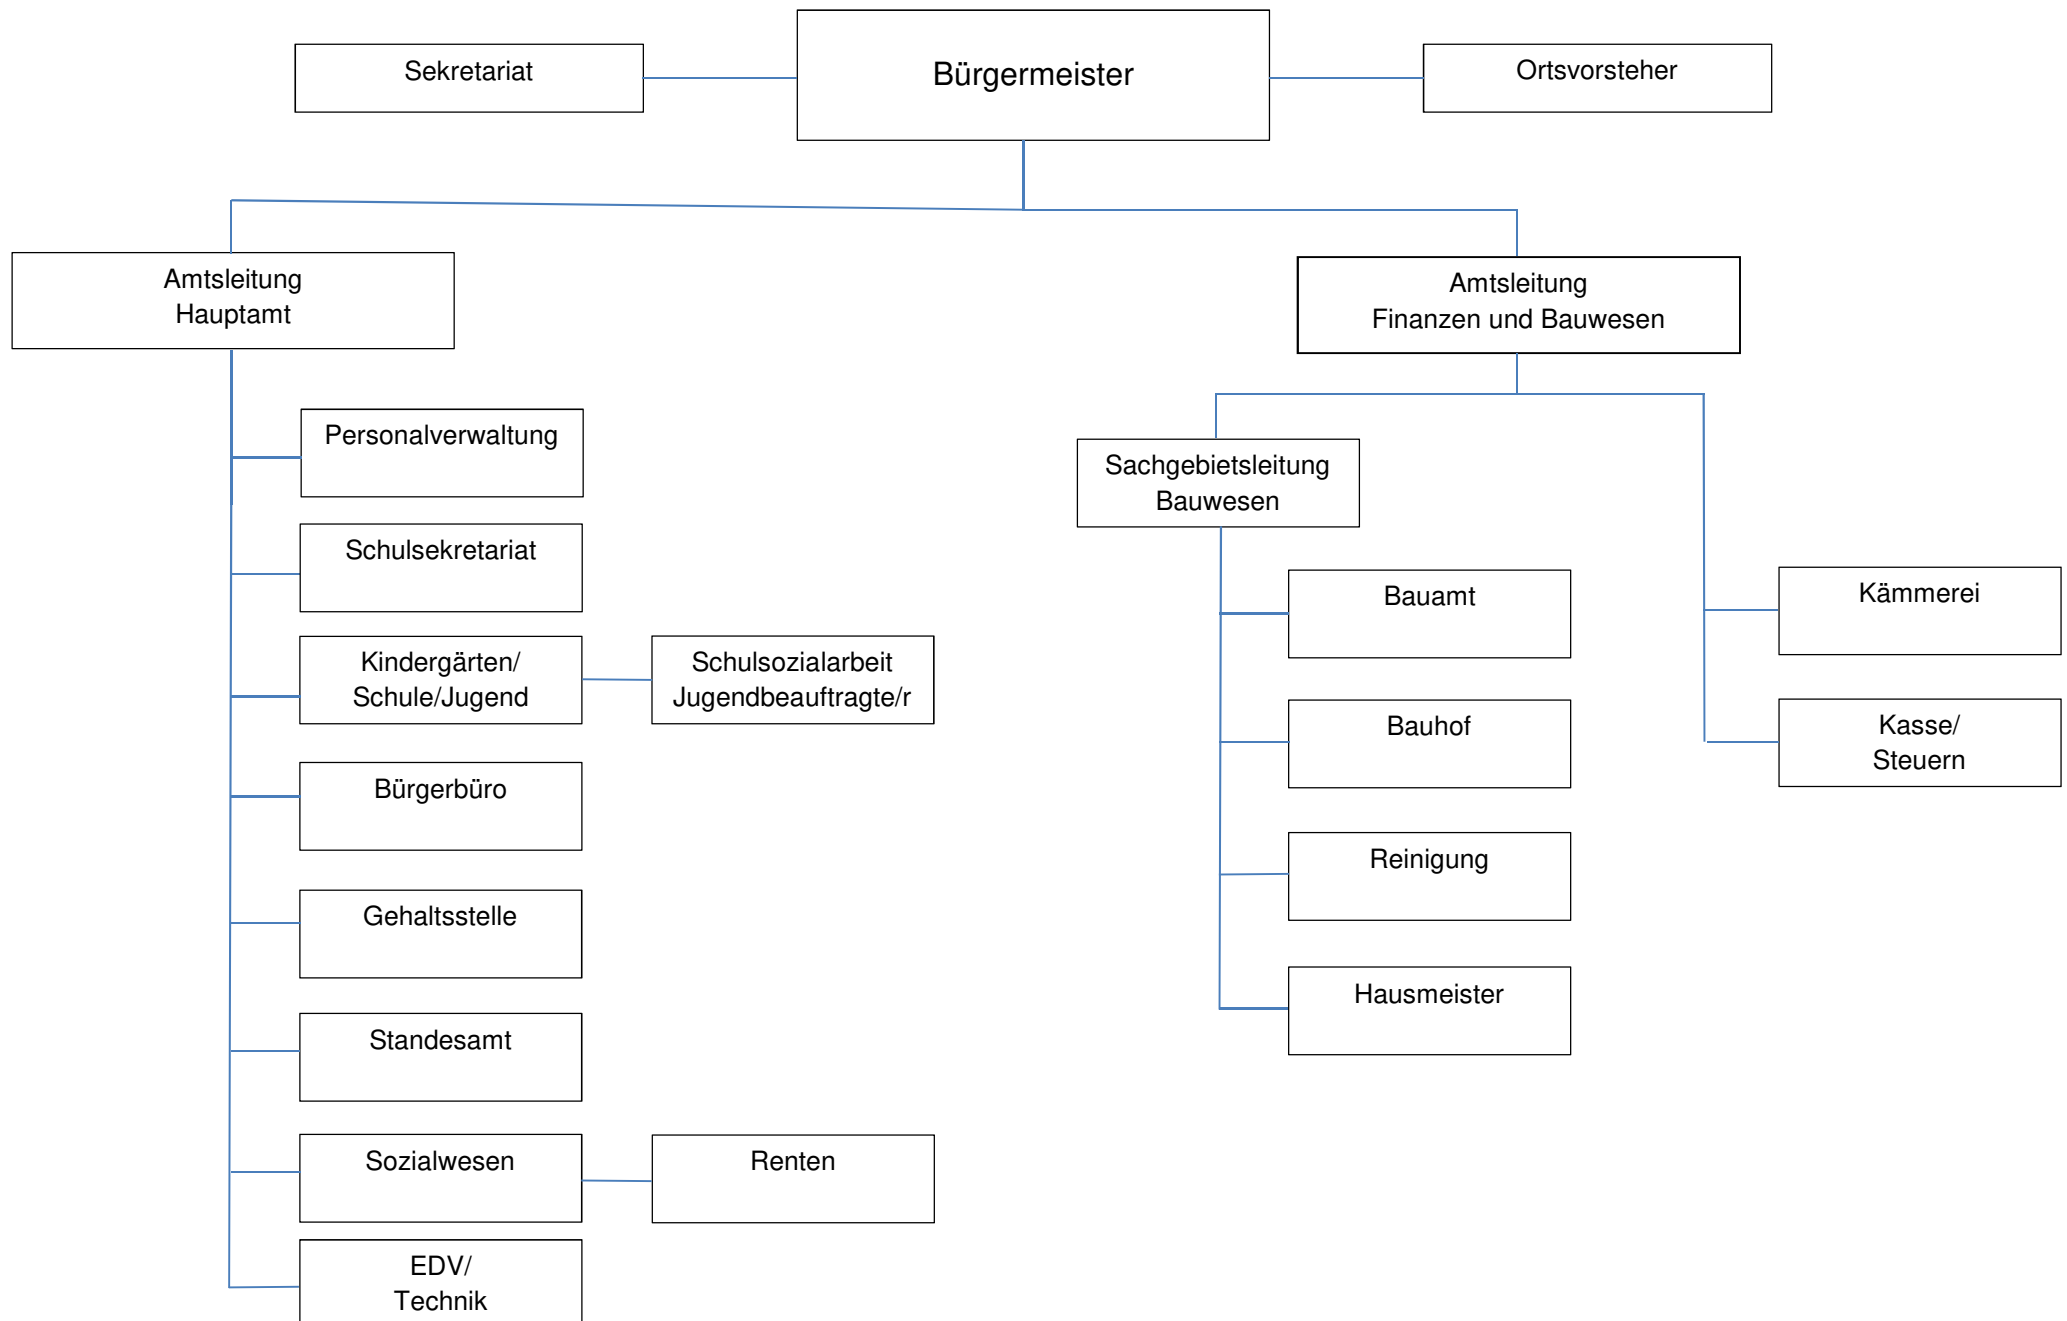 Sekretariat
Bürgermeister
Ortsvorsteher
Amtsleitung
Hauptamt
Amtsleitung
Finanzen und Bauwesen
Personalverwaltung
Schulsekretariat
Kindergärten/
Schule/Jugend
Schulsozialarbeit
Jugendbeauftragte/r
Bürgerbüro
Gehaltsstelle
Standesamt
Sozialwesen
Renten
EDV/
Technik
Sachgebietsleitung
Bauwesen
Bauamt
Bauhof
Reinigung
Hausmeister
Kämmerei
Kasse/
Steuern